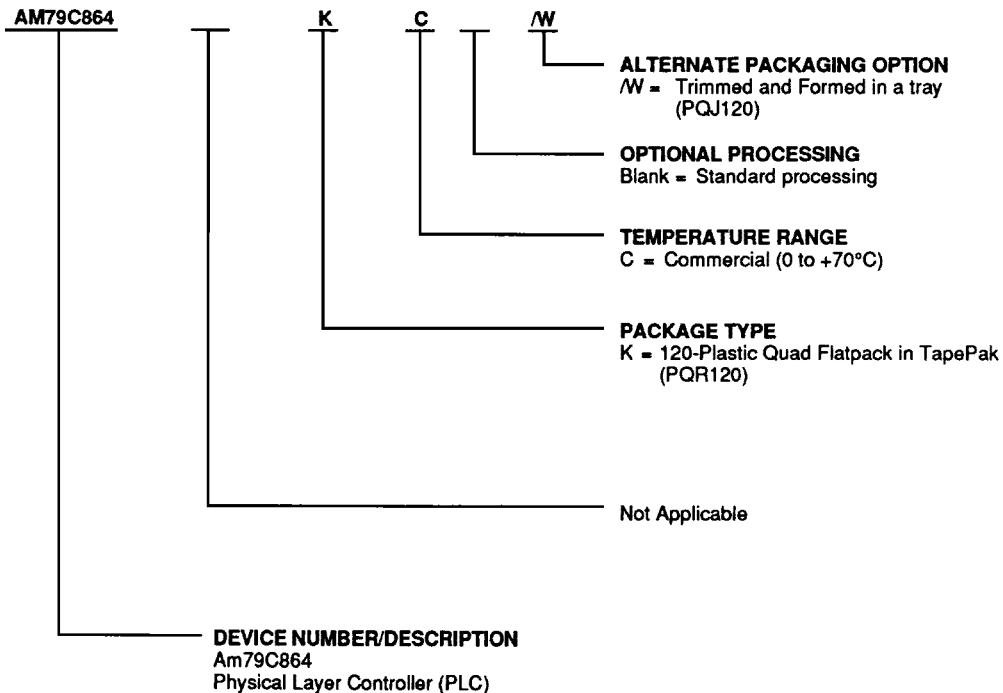 AM79C864 K C /W
ALTERNATE PACKAGING OPTION
/W = Trimmed and Formed in a tray
(PQJ120)
OPTIONAL PROCESSING
Blank = Standard processing
TEMPERATURE RANGE
C = Commercial (0 to +70°C)
PACKAGE TYPE
K = 120-Plastic Quad Flatpack in TapePak
(PQR120)
Not Applicable
DEVICE NUMBER/DESCRIPTION
Am79C864
Physical Layer Controller (PLC)